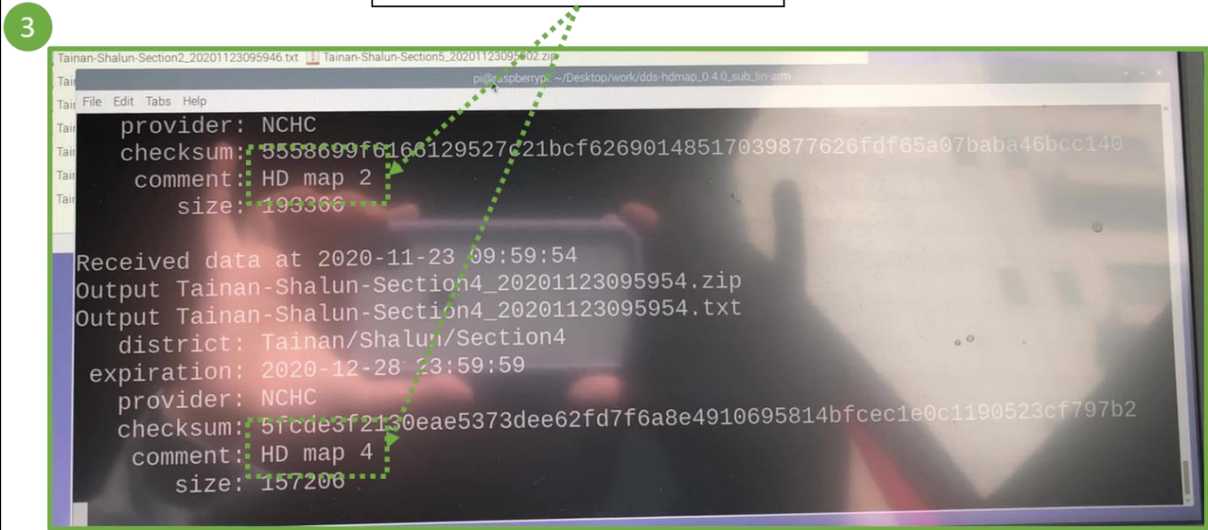 3
Tainan-Shalun-Section2_20201123095946.txt Tainan-Shalun-Section5_20201123095902.zip
pi@raspberrypi: ~/Desktop/work/dds-hdmap_0.4.0_sub_lin-arm
File Edit Tabs Help
provider: NCHC
checksum: 5558699f6166129527c21bcf62690148517039877626fdf65a07baba46bcc140
comment: HD map 2
size: 193366
Received data at 2020-11-23 09:59:54
Output Tainan-Shalun-Section4_20201123095954.zip
Output Tainan-Shalun-Section4_20201123095954.txt
district: Tainan/Shalun/Section4
expiration: 2020-12-28 23:59:59
provider: NCHC
checksum: 5fcde3f2130eae5373dee62fd7f6a8e4910695814bfcec1e0c1190523cf797b2
comment: HD map 4
size: 157206